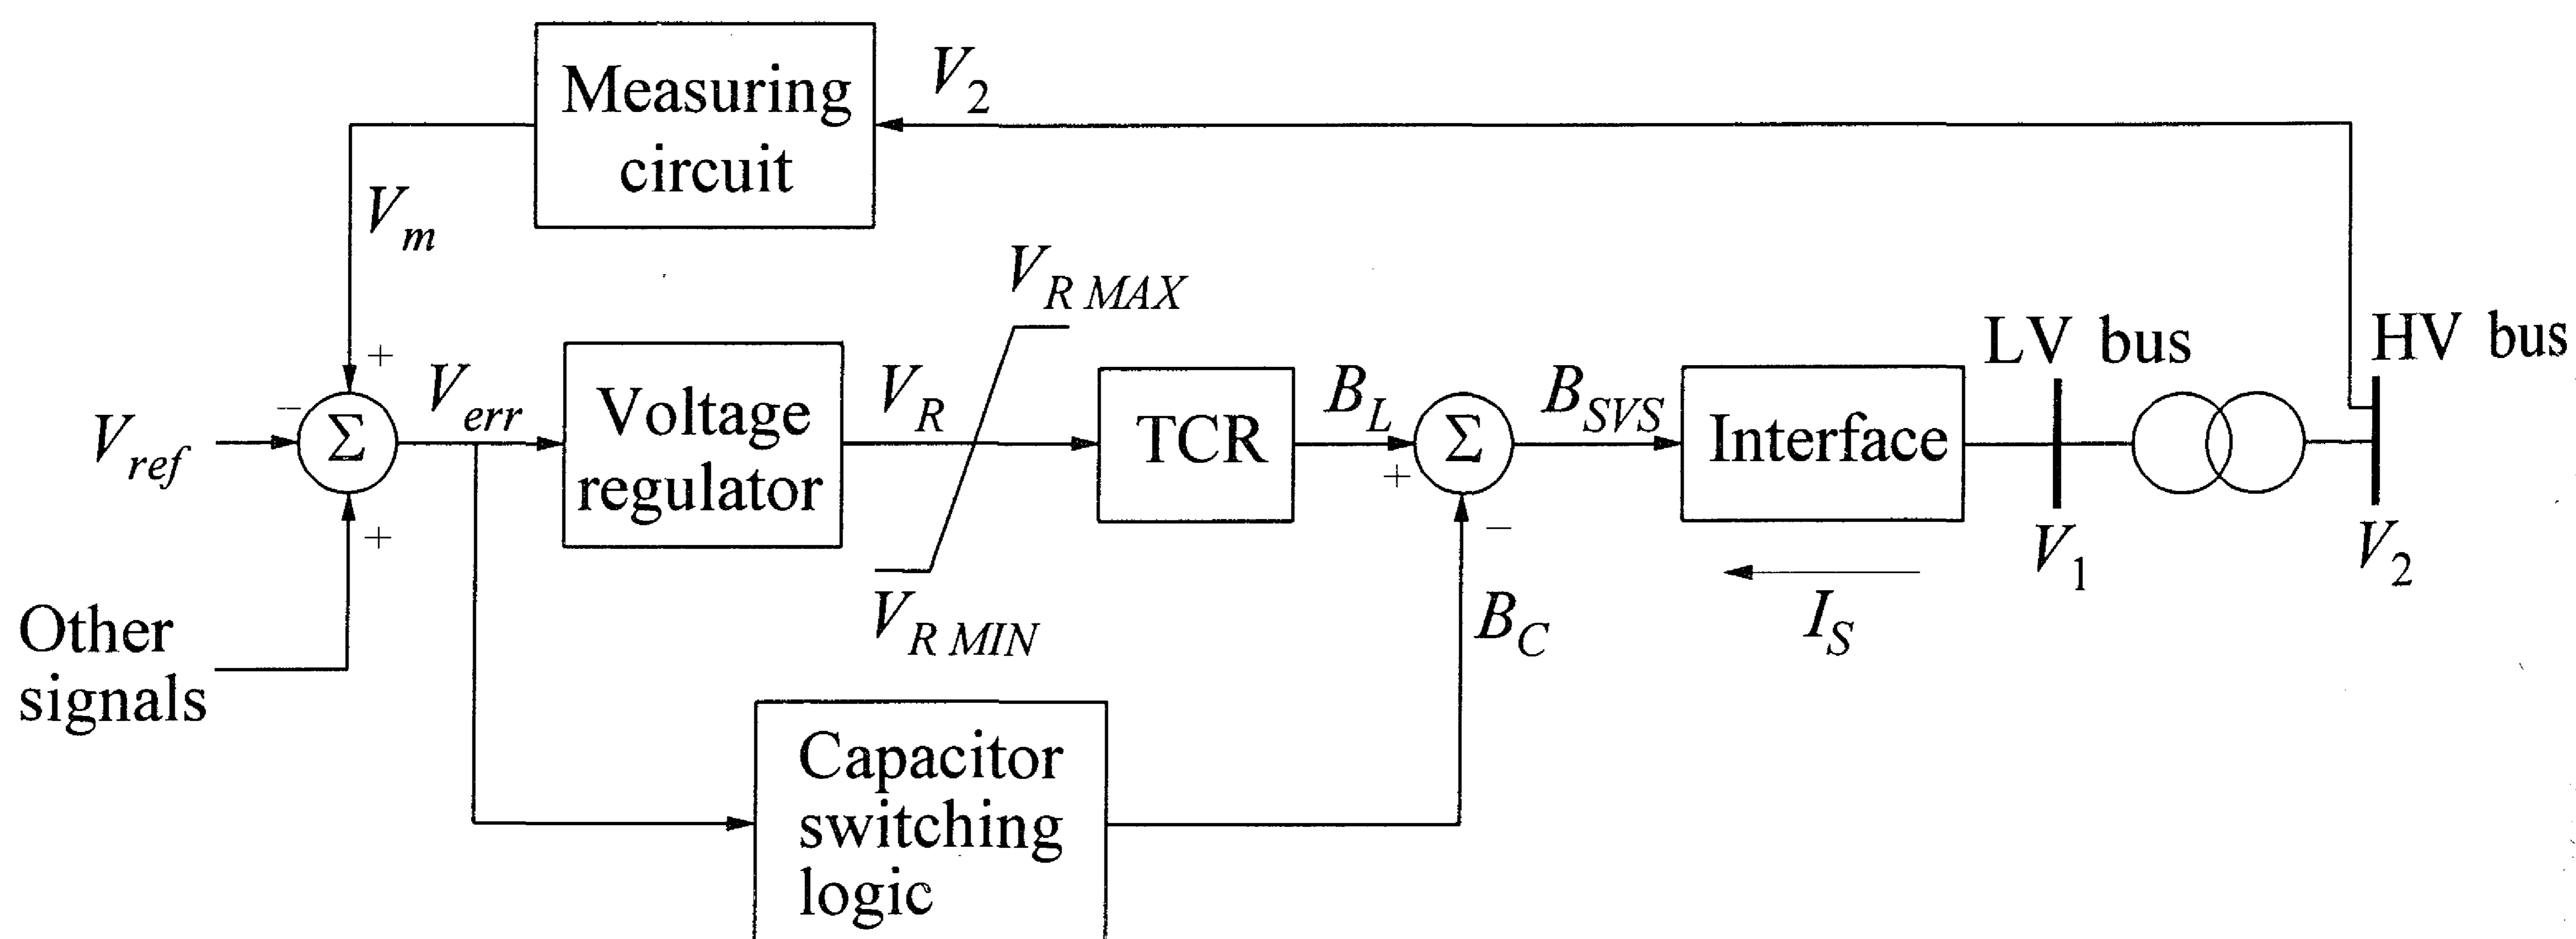 Measuring
circuit
V2
Vm
VR MAX
+
−
Vref
Σ
+
Verr
Voltage
regulator
VR
VR MIN
TCR
BL
+
Σ
−
BC
BSVS
Interface
IS
LV bus
V1
HV bus
V2
Other
signals
Capacitor
switching
logic